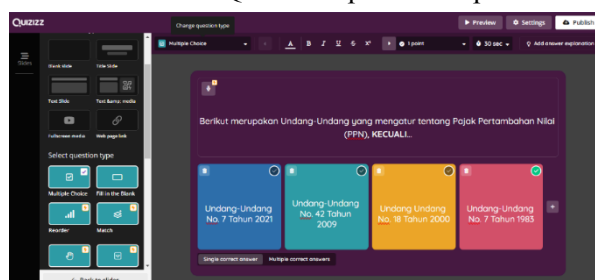 Quizizz
Change question type
Preview
Settings
Publish
Multiple Choice
A B I U S x²
1 point
30 sec
Add answer explanation
Slides
Blank slide
Title Slide
Text Slide
Text &amp; media
Fullscreen media
Web page link
Select question type
Multiple Choice
Fill in the Blank
Reorder
Match
Back to slides
Berikut merupakan Undang-Undang yang mengatur tentang Pajak Pertambahan Nilai
(PPN), KECUALI...
Undang-Undang
No. 7 Tahun 2021
Undang-Undang
No. 42 Tahun
2009
Undang Undang
No. 18 Tahun 2000
Undang-Undang
No. 7 Tahun 1983
Single correct answer
Multiple correct answers